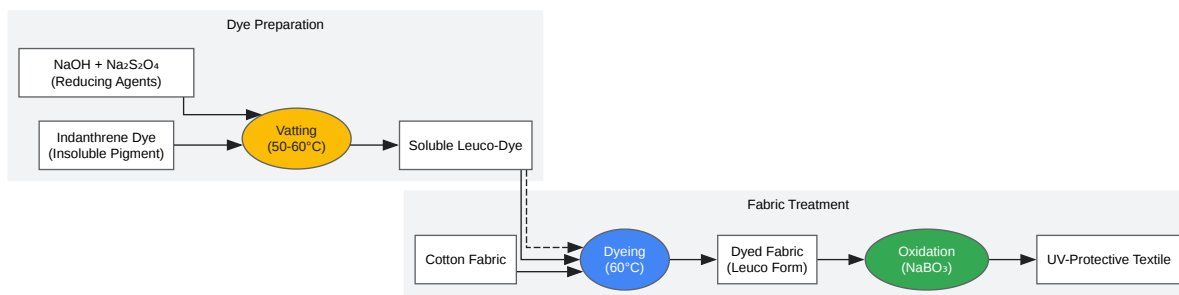 Dye Preparation
NaOH + Na₂S₂O₄
(Reducing Agents)
Indanthrene Dye
(Insoluble Pigment)
Vatting
(50-60°C)
Soluble Leuco-Dye
Fabric Treatment
Cotton Fabric
Dyeing
(60°C)
Dyed Fabric
(Leuco Form)
Oxidation
(NaBO₃)
UV-Protective Textile